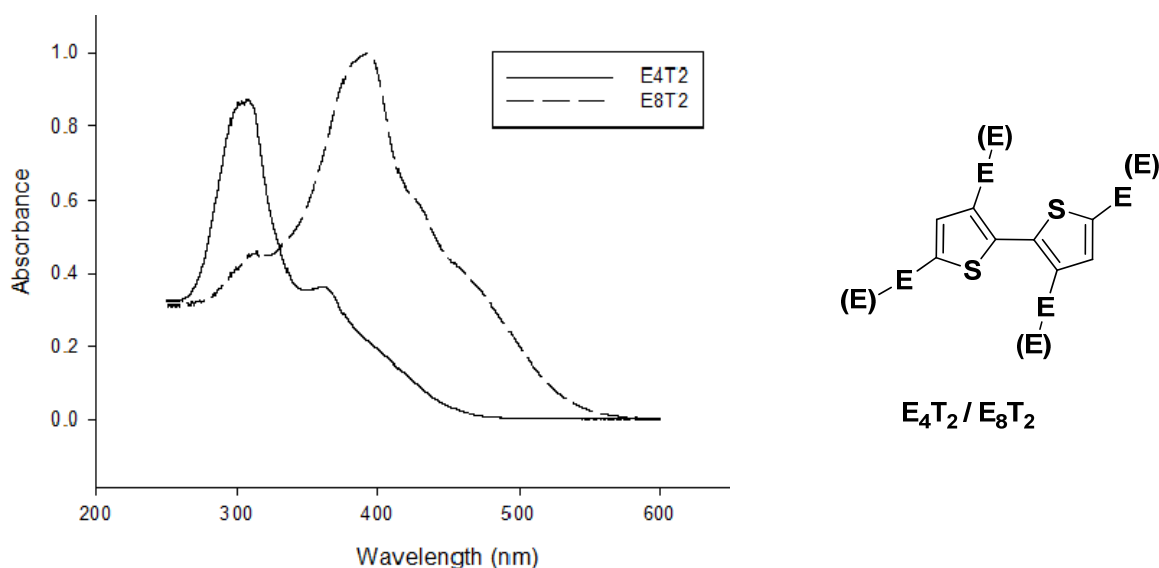 1.0
0.8
0.6
0.4
0.2
0.0
Absorbance
200 300 400 500 600
Wavelength (nm)
E4T2
E8T2
(E)
E
(E)
E
S
S
E
(E)
E
(E)
E₄T₂ / E₈T₂